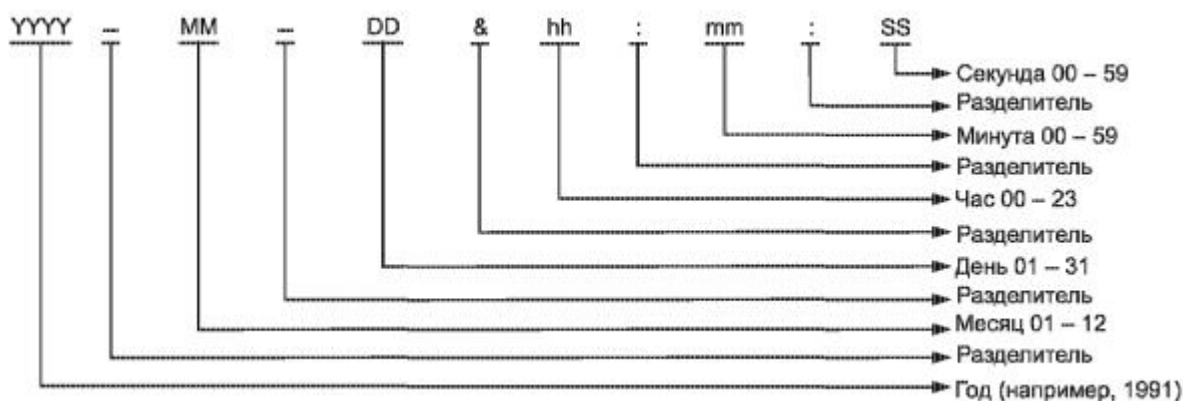 YYYY – MM – DD & hh : mm : SS
Секунда 00 – 59
Разделитель
Минута 00 – 59
Разделитель
Час 00 – 23
Разделитель
День 01 – 31
Разделитель
Месяц 01 – 12
Разделитель
Год (например, 1991)